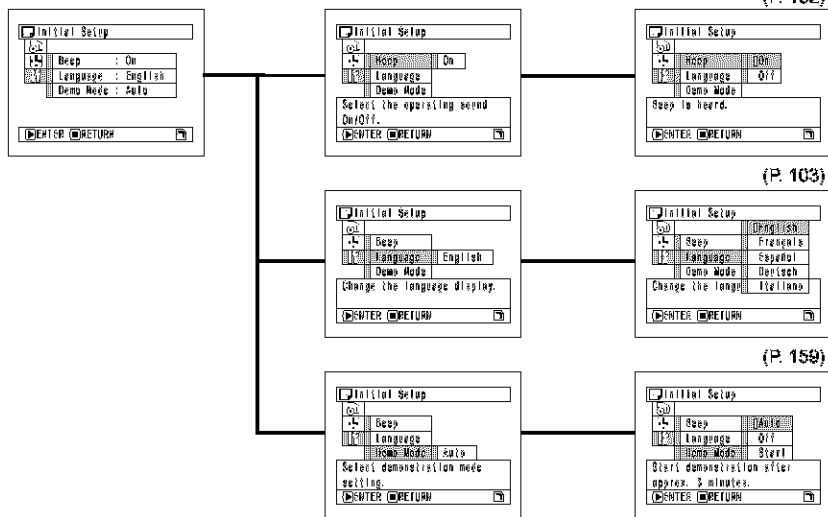 Initial Setup
Beep : On
Language : English
Demo Mode : Auto
ENTER RETURN
Initial Setup
Beep On
Language
Demo Mode
Select the operating sound
On/Off.
ENTER RETURN
Initial Setup
Beep On
Language Off
Demo Mode
Beep is heard.
ENTER RETURN
(P. 103)
Initial Setup
Beep
Language English
Demo Mode
Change the language display.
ENTER RETURN
Initial Setup
English
Beep Français
Language Español
Demo Mode Deutsch
Change the langu Italiano
ENTER RETURN
(P. 159)
Initial Setup
Beep
Language
Demo Mode Auto
Select demonstration mode
setting.
ENTER RETURN
Initial Setup
Beep Auto
Language Off
Demo Mode Start
Start demonstration after
approx. 3 minutes.
ENTER RETURN